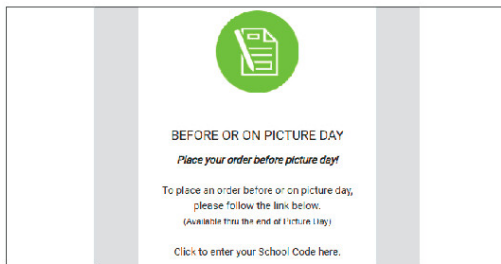 BEFORE OR ON PICTURE DAY
Place your order before picture day!
To place an order before or on picture day,
please follow the link below.
(Available thru the end of Picture Day)
Click to enter your School Code here.